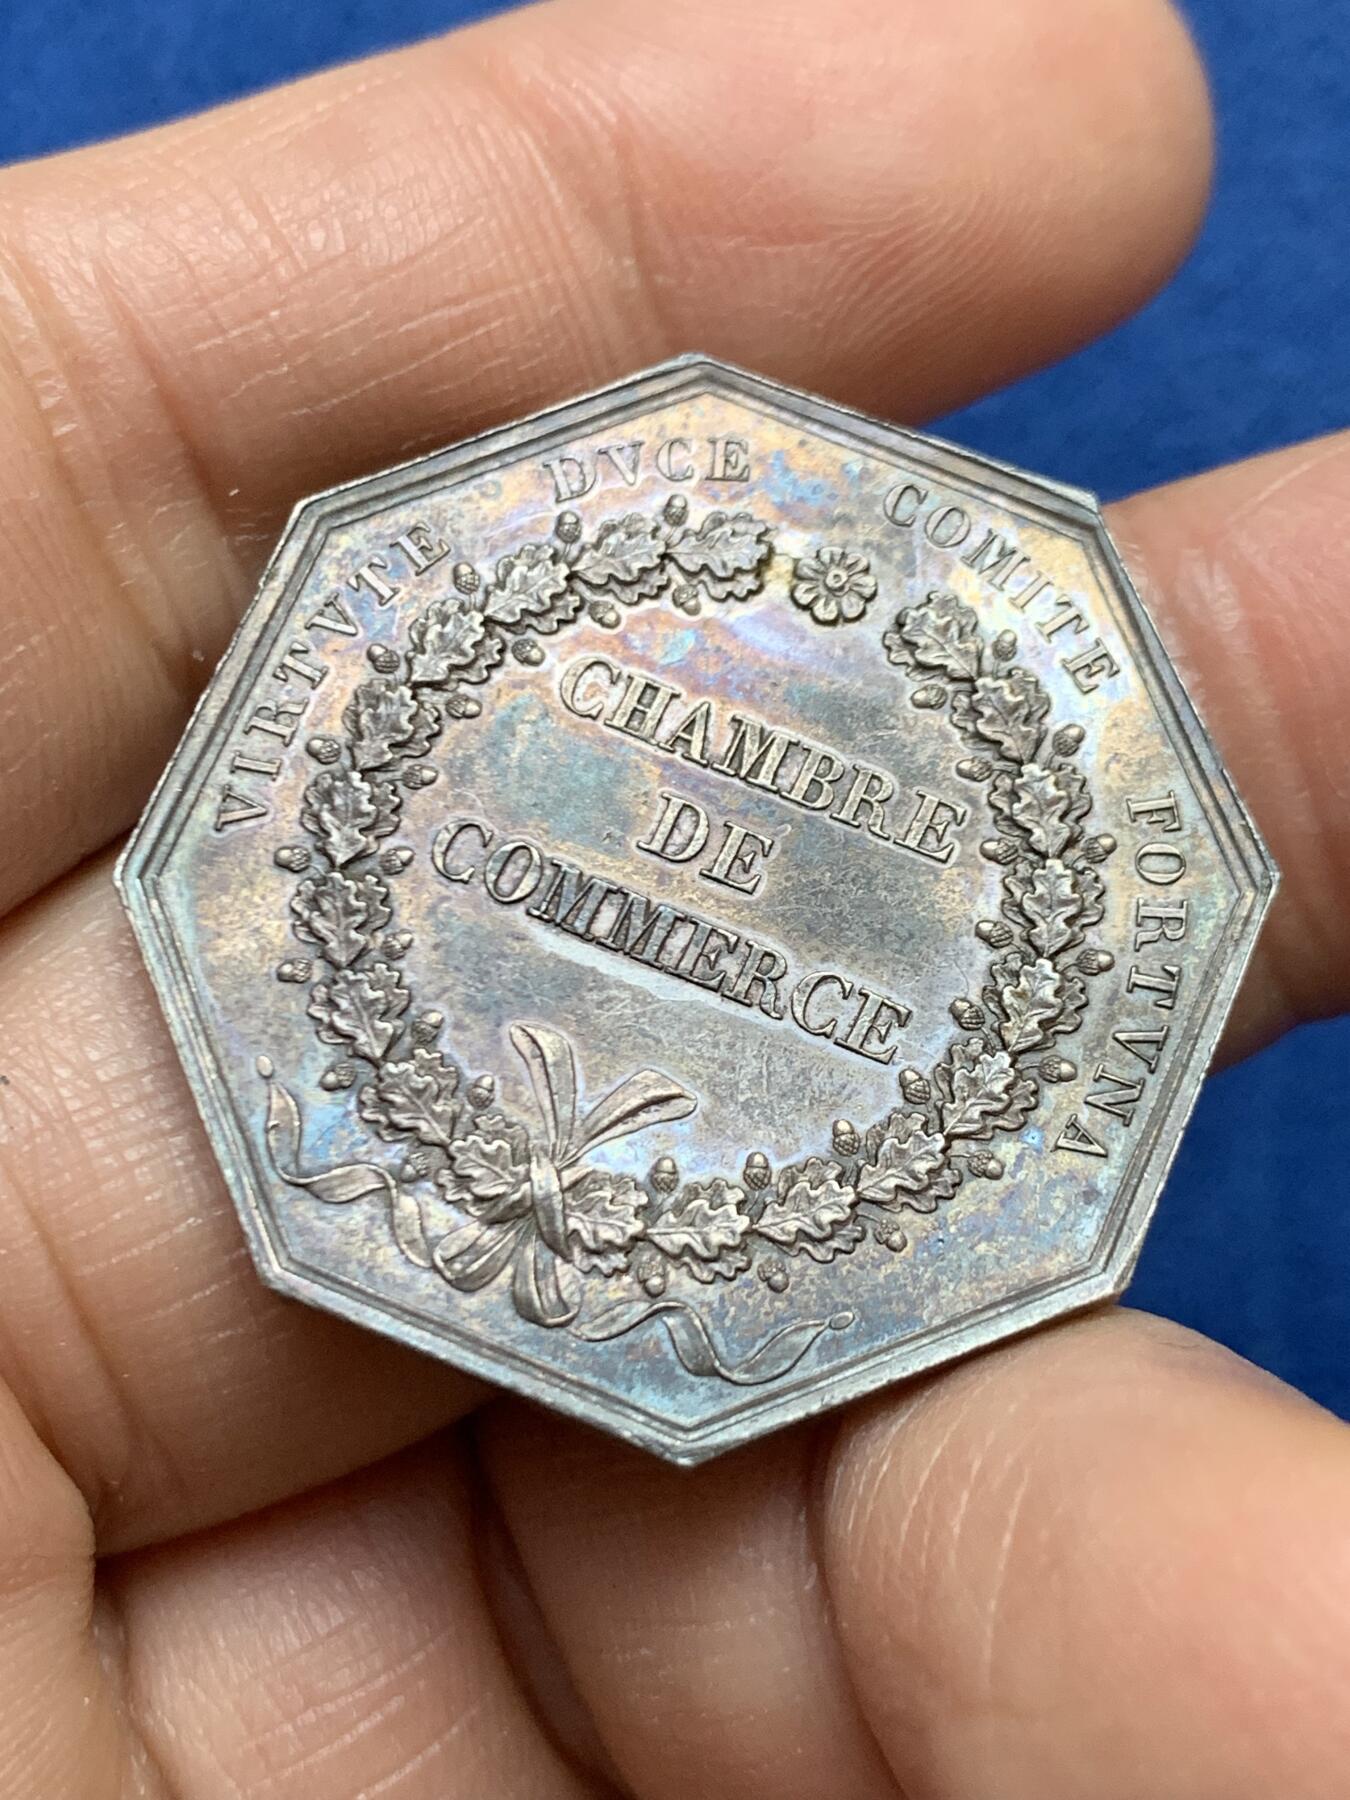 VIRTVTE DVCE COMITE FORTVNA
CHAMBRE
DE
COMMERCE